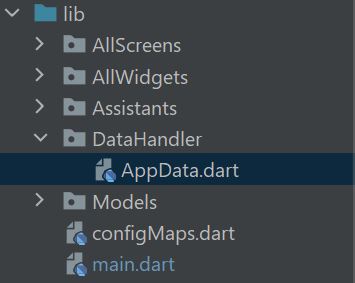 lib
AllScreens
AllWidgets
Assistants
DataHandler
AppData.dart
Models
configMaps.dart
main.dart